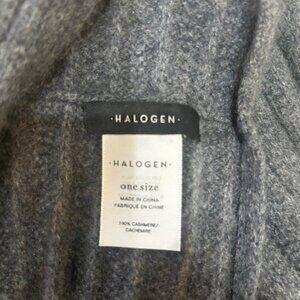 ·HALOGEN·
·HALOGEN·
one size
MADE IN CHINA
FABRIQUÉ EN CHINE
100% CASHMERE/
CACHEMIRE